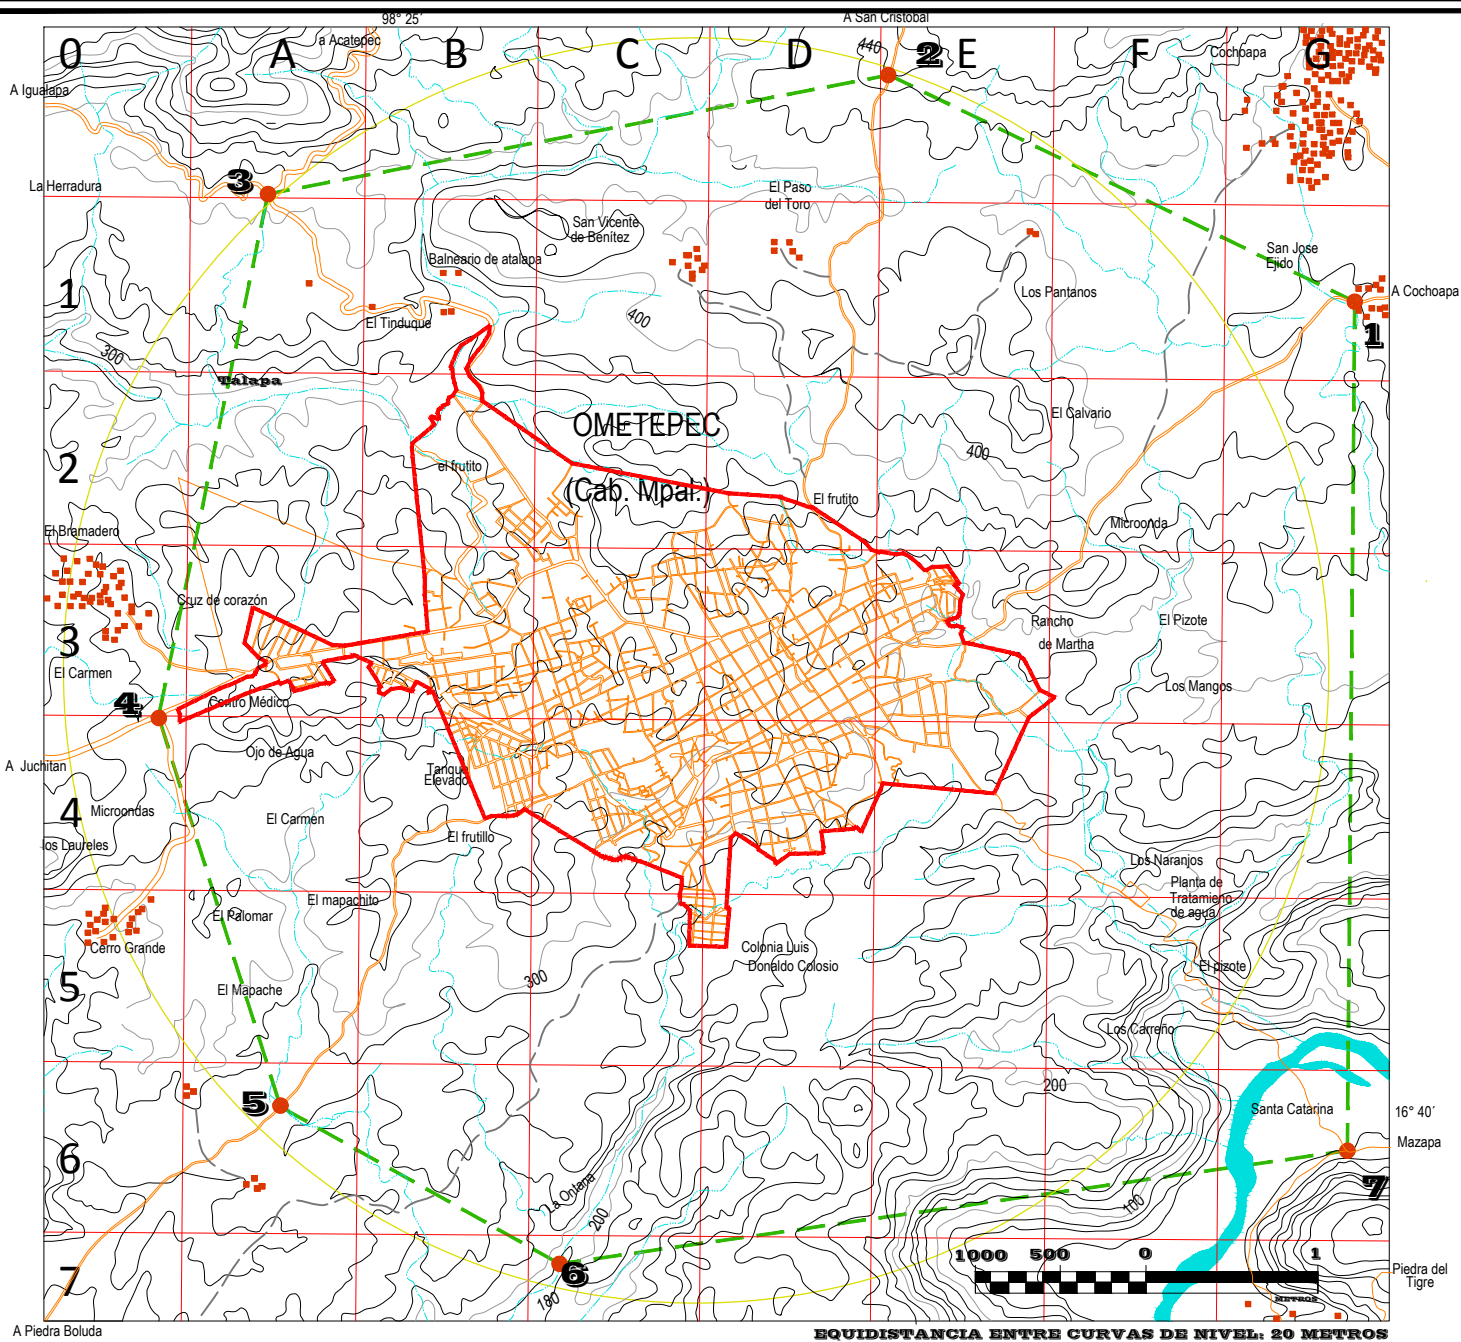 98° 25´
A San Cristobal
0
A
a Acatepec
B
C
D
440
2
E
F
Cochoapa
G
A Igualapa
3
La Herradura
El Paso
del Toro
San Vicente
de Benitez
Balneario de atalapa
San Jose
Ejido
1
Los Pantanos
A Cochoapa
El Tinduque
400
1
300
Talapa
OMETEPEC
El Calvario
2
el frutito
400
(Cab. Mpal.)
El frutito
El Bramadero
Microonda
Cruz de corazón
3
Rancho
de Martha
El Pizote
El Carmen
Los Mangos
4
Centro Médico
Ojo de Agua
A Juchitan
Tanque
Elevado
4
Microondas
El Carmen
El frutillo
los Laureles
Los Naranjos
Planta de
Tratamieno
de agua
El mapachito
El Palomar
Cerro Grande
Colonia Luis
Donaldo Colosio
El pizote
5
El Mapache
300
Los Carreño
200
5
Santa Catarina
16° 40´
Mazapa
6
La Ontana
7
100
200
1000 500 0 1
6
7
180
METROS
Piedra del
Tigre
A Piedra Boluda
EQUIDISTANCIA ENTRE CURVAS DE NIVEL: 20 METROS